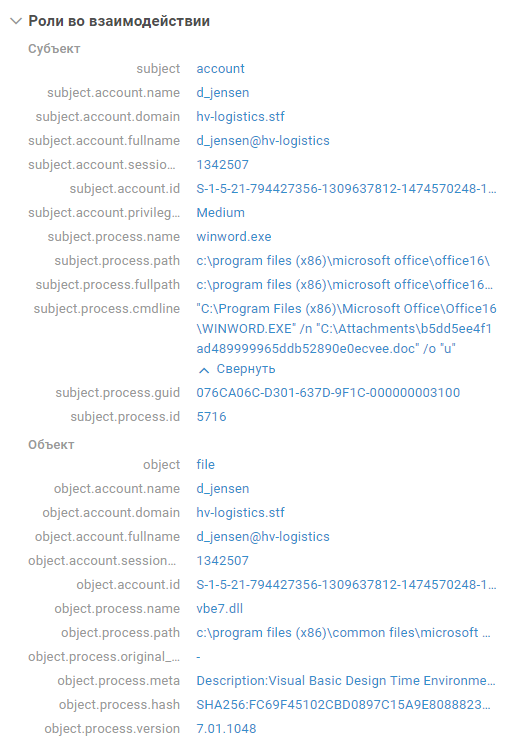 Роли во взаимодействии
Субъект
subject account
subject.account.name d_jensen
subject.account.domain hv-logistics.stf
subject.account.fullname d_jensen@hv-logistics
subject.account.sessio... 1342507
subject.account.id S-1-5-21-794427356-1309637812-1474570248-1...
subject.account.privileg... Medium
subject.process.name winword.exe
subject.process.path c:\program files (x86)\microsoft office\office16\
subject.process.fullpath c:\program files (x86)\microsoft office\office16...
subject.process.cmdline "C:\Program Files (x86)\Microsoft Office\Office16
\WINWORD.EXE" /n "C:\Attachments\b5dd5ee4f1
ad489999965ddb52890e0ecvee.doc" /o "u"
Свернуть
subject.process.guid 076CA06C-D301-637D-9F1C-000000003100
subject.process.id 5716
Объект
object file
object.account.name d_jensen
object.account.domain hv-logistics.stf
object.account.fullname d_jensen@hv-logistics
object.account.session... 1342507
object.account.id S-1-5-21-794427356-1309637812-1474570248-1...
object.process.name vbe7.dll
object.process.path c:\program files (x86)\common files\microsoft ...
object.process.original_... -
object.process.meta Description:Visual Basic Design Time Environme...
object.process.hash SHA256:FC69F45102CBD0897C15A9E8088823...
object.process.version 7.01.1048